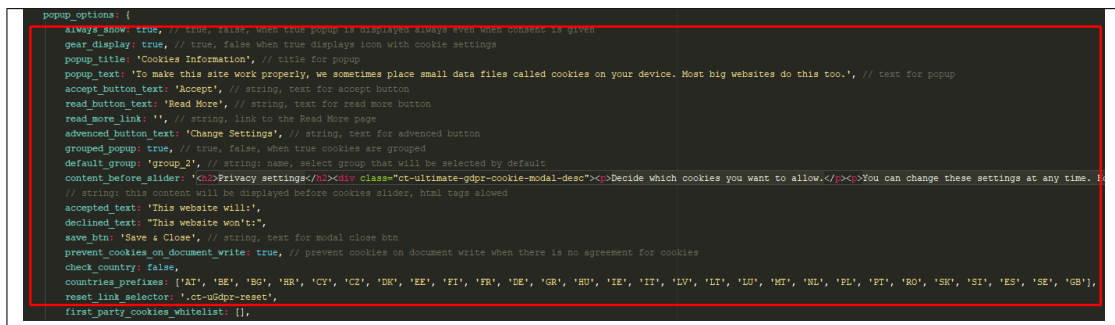 popup_options: {
always_show: true, // true, false, when true popup is displayed always even when consent is given
gear_display: true, // true, false when true displays icon with cookie settings
popup_title: 'Cookies Information', // title for popup
popup_text: 'To make this site work properly, we sometimes place small data files called cookies on your device. Most big websites do this too.', // text for popup
accept_button_text: 'Accept', // string, text for accept button
read_button_text: 'Read More', // string, text for read more button
read_more_link: '', // string, link to the Read More page
advenced_button_text: 'Change Settings', // string, text for advenced button
grouped_popup: true, // true, false, when true cookies are grouped
default_group: 'group_2', // string: name, select group that will be selected by default
content_before_slider: '<h2>Privacy settings</h2><div class="ct-ultimate-gdpr-cookie-modal-desc"><p>Decide which cookies you want to allow.</p><p>You can change these settings at any time.
// string: this content will be displayed before cookies slider, html tags alowed
accepted_text: 'This website will:',
declined_text: "This website won't:",
save_btn: 'Save & Close', // string, text for modal close btn
prevent_cookies_on_document_write: true, // prevent cookies on document write when there is no agreement for cookies
check_country: false,
countries_prefixes: ['AT', 'BE', 'BG', 'HR', 'CY', 'CZ', 'DK', 'EE', 'FI', 'FR', 'DE', 'GR', 'HU', 'IE', 'IT', 'LV', 'LT', 'LU', 'MT', 'NL', 'PL', 'PT', 'RO', 'SK', 'SI', 'ES', 'SE', 'GB'],
reset_link_selector: '.ct-uGdpr-reset',
first_party_cookies_whitelist: [],